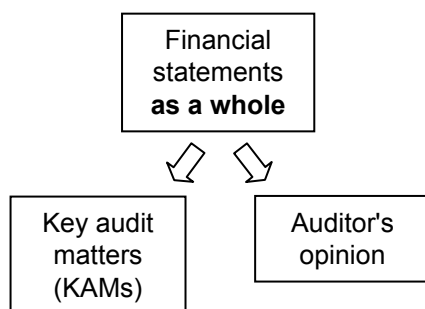 Financial
statements
as a whole
Key audit
matters
(KAMs)
Auditor's
opinion